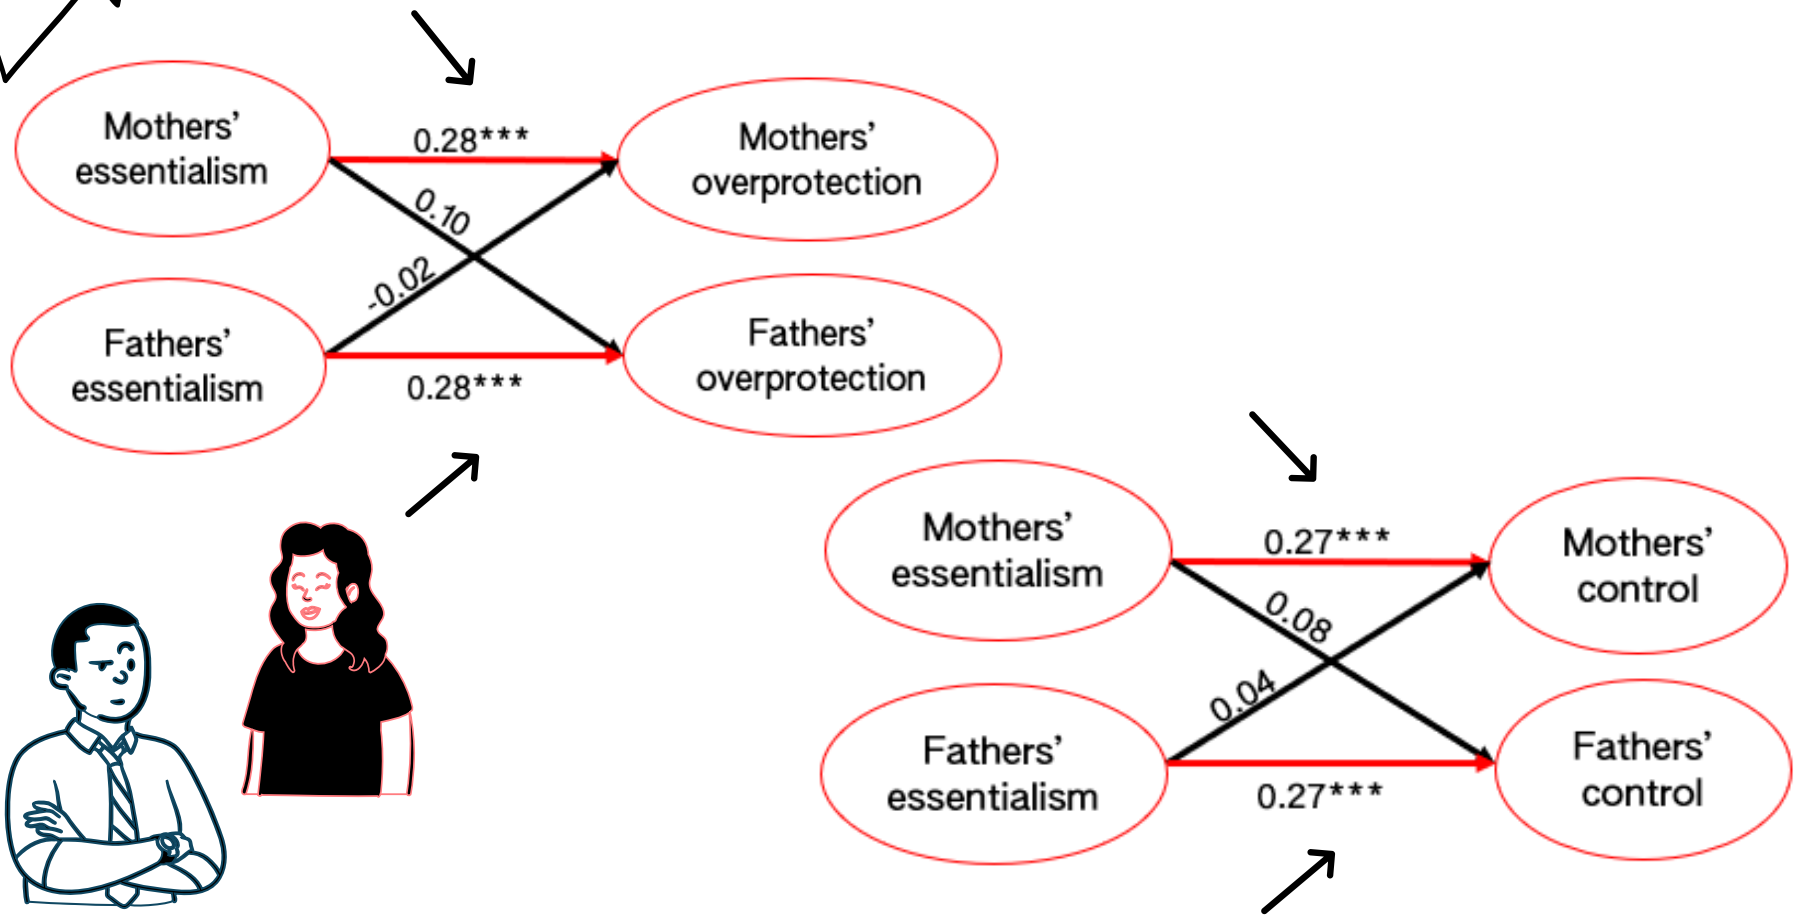 Mothers’
essentialism
0.28***
Mothers’
overprotection
0.10
-0.02
Fathers’
essentialism
0.28***
Fathers’
overprotection
Mothers’
essentialism
0.27***
Mothers’
control
0.08
0.04
Fathers’
essentialism
0.27***
Fathers’
control